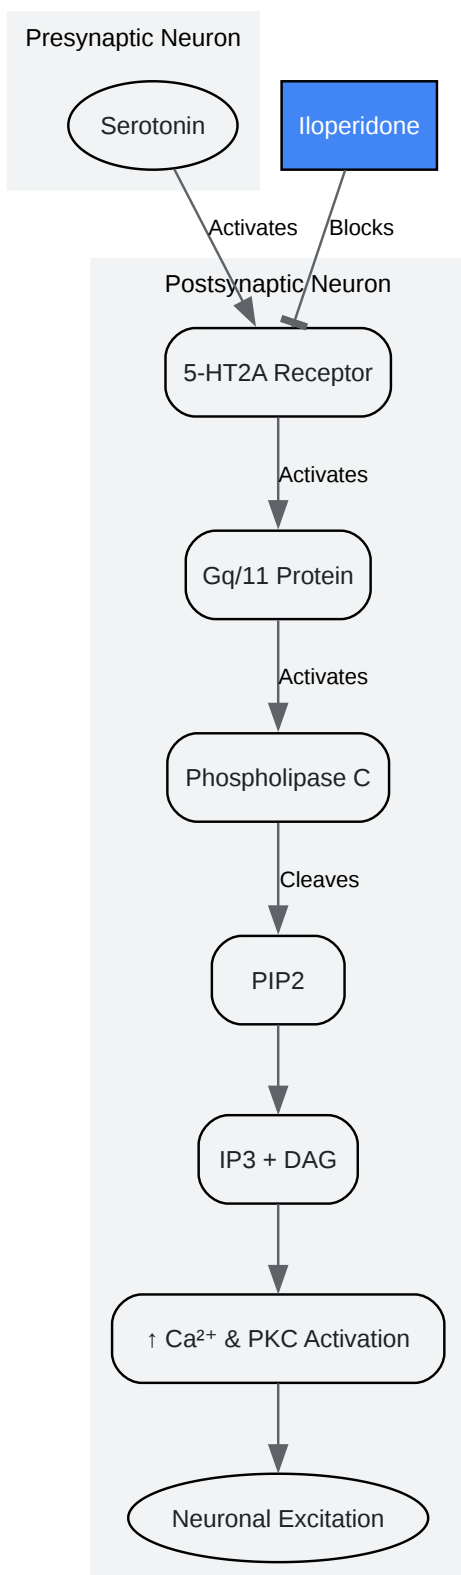 Presynaptic Neuron
Serotonin
Iloperidone
Activates
Blocks
Postsynaptic Neuron
5-HT2A Receptor
Activates
Gq/11 Protein
Activates
Phospholipase C
Cleaves
PIP2
IP3 + DAG
↑ Ca²⁺ & PKC Activation
Neuronal Excitation